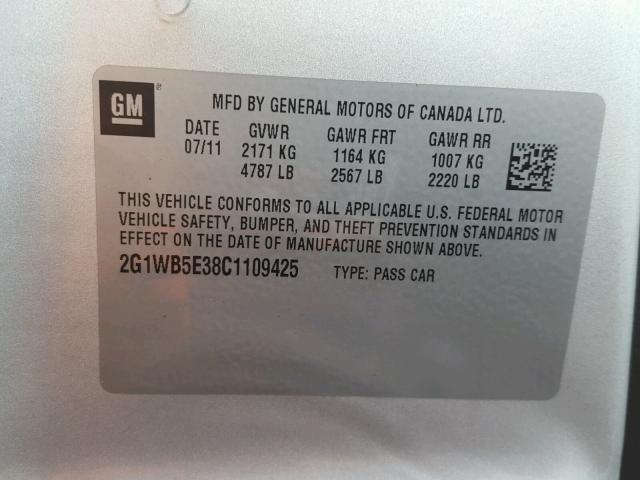 GM ®
MFD BY GENERAL MOTORS OF CANADA LTD.
DATE GVWR GAWR FRT GAWR RR
07/11 2171 KG 1164 KG 1007 KG
4787 LB 2567 LB 2220 LB
THIS VEHICLE CONFORMS TO ALL APPLICABLE U.S. FEDERAL MOTOR
VEHICLE SAFETY, BUMPER, AND THEFT PREVENTION STANDARDS IN
EFFECT ON THE DATE OF MANUFACTURE SHOWN ABOVE.
2G1WB5E38C1109425 TYPE: PASS CAR